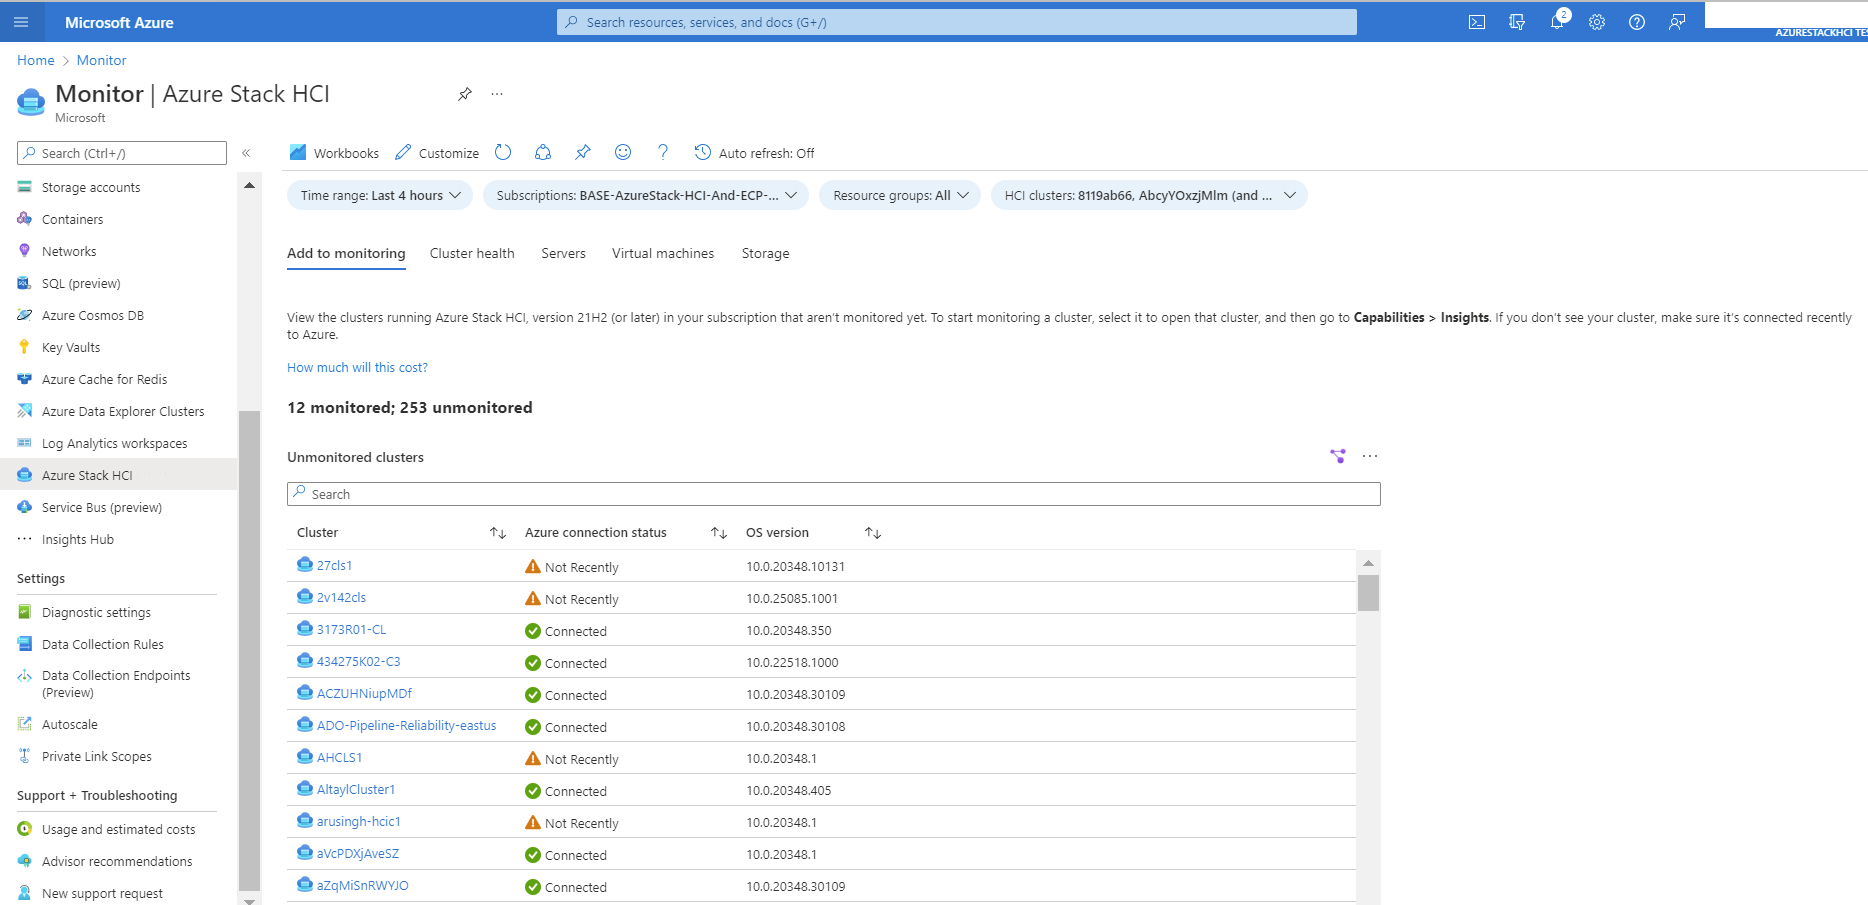 Microsoft Azure
Search resources, services, and docs (G+/)
2
AZURESTACKHCI TES
Home > Monitor
Monitor | Azure Stack HCI
Microsoft
Search (Ctrl+/)
Storage accounts
Containers
Networks
SQL (preview)
Azure Cosmos DB
Key Vaults
Azure Cache for Redis
Azure Data Explorer Clusters
Log Analytics workspaces
Azure Stack HCI
Service Bus (preview)
Insights Hub
Settings
Diagnostic settings
Data Collection Rules
Data Collection Endpoints
(Preview)
Autoscale
Private Link Scopes
Support + Troubleshooting
Usage and estimated costs
Advisor recommendations
New support request
Workbooks Customize Auto refresh: Off
Time range: Last 4 hours Subscriptions: BASE-AzureStack-HCI-And-ECP-... Resource groups: All HCI clusters: 8119ab66, AbcyYOxzjMlm (and ...
Add to monitoring Cluster health Servers Virtual machines Storage
View the clusters running Azure Stack HCI, version 21H2 (or later) in your subscription that aren't monitored yet. To start monitoring a cluster, select it to open that cluster, and then go to Capabilities > Insights. If you don't see your cluster, make sure it's connected recently
to Azure.
How much will this cost?
12 monitored; 253 unmonitored
Unmonitored clusters
Search
Cluster Azure connection status OS version
27cls1 Not Recently 10.0.20348.10131
2v142cls Not Recently 10.0.25085.1001
3173R01-CL Connected 10.0.20348.350
434275K02-C3 Connected 10.0.22518.1000
ACZUHNiupMDf Connected 10.0.20348.30109
ADO-Pipeline-Reliability-eastus Connected 10.0.20348.30108
AHCLS1 Not Recently 10.0.20348.1
AltaylCluster1 Connected 10.0.20348.405
arusingh-hcic1 Not Recently 10.0.20348.1
aVcPDXjAveSZ Connected 10.0.20348.1
aZqMiSnRWYJO Connected 10.0.20348.30109